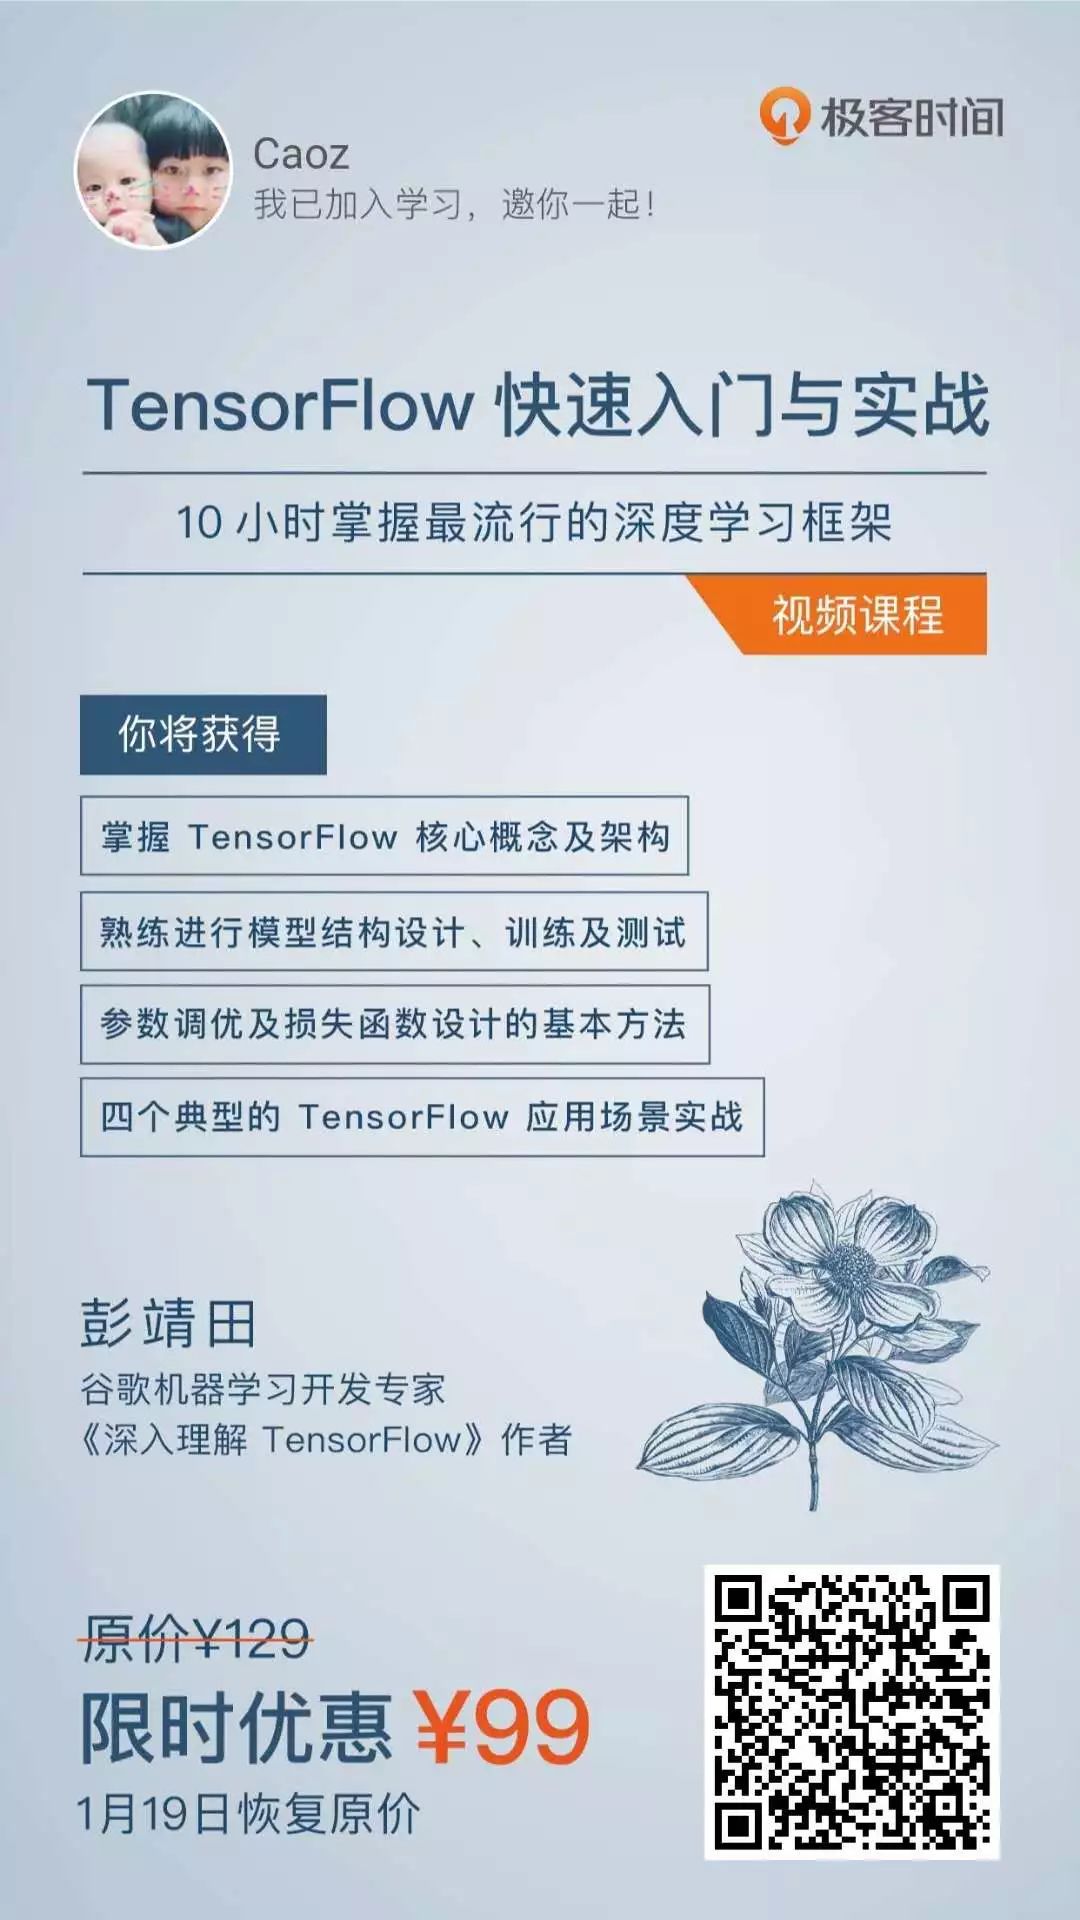 极客时间
Caoz
我已加入学习，邀你一起！
TensorFlow 快速入门与实战
10 小时掌握最流行的深度学习框架
视频课程
你将获得
掌握 TensorFlow 核心概念及架构
熟练进行模型结构设计、训练及测试
参数调优及损失函数设计的基本方法
四个典型的 TensorFlow 应用场景实战
彭靖田
谷歌机器学习开发专家
《深入理解 TensorFlow》作者
原价¥129
限时优惠 ¥99
1月19日恢复原价